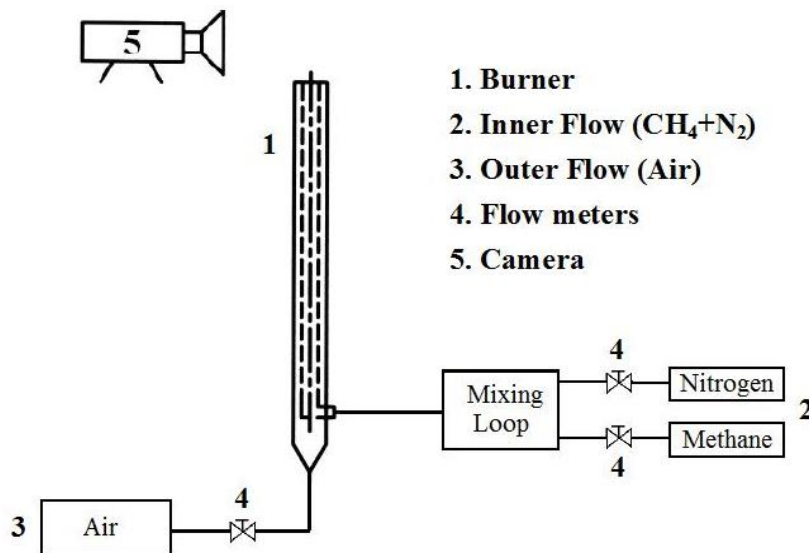 5
1
1. Burner
2. Inner Flow (CH₄+N₂)
3. Outer Flow (Air)
4. Flow meters
5. Camera
4
Nitrogen
Mixing
Loop
2
Methane
4
4
3
Air